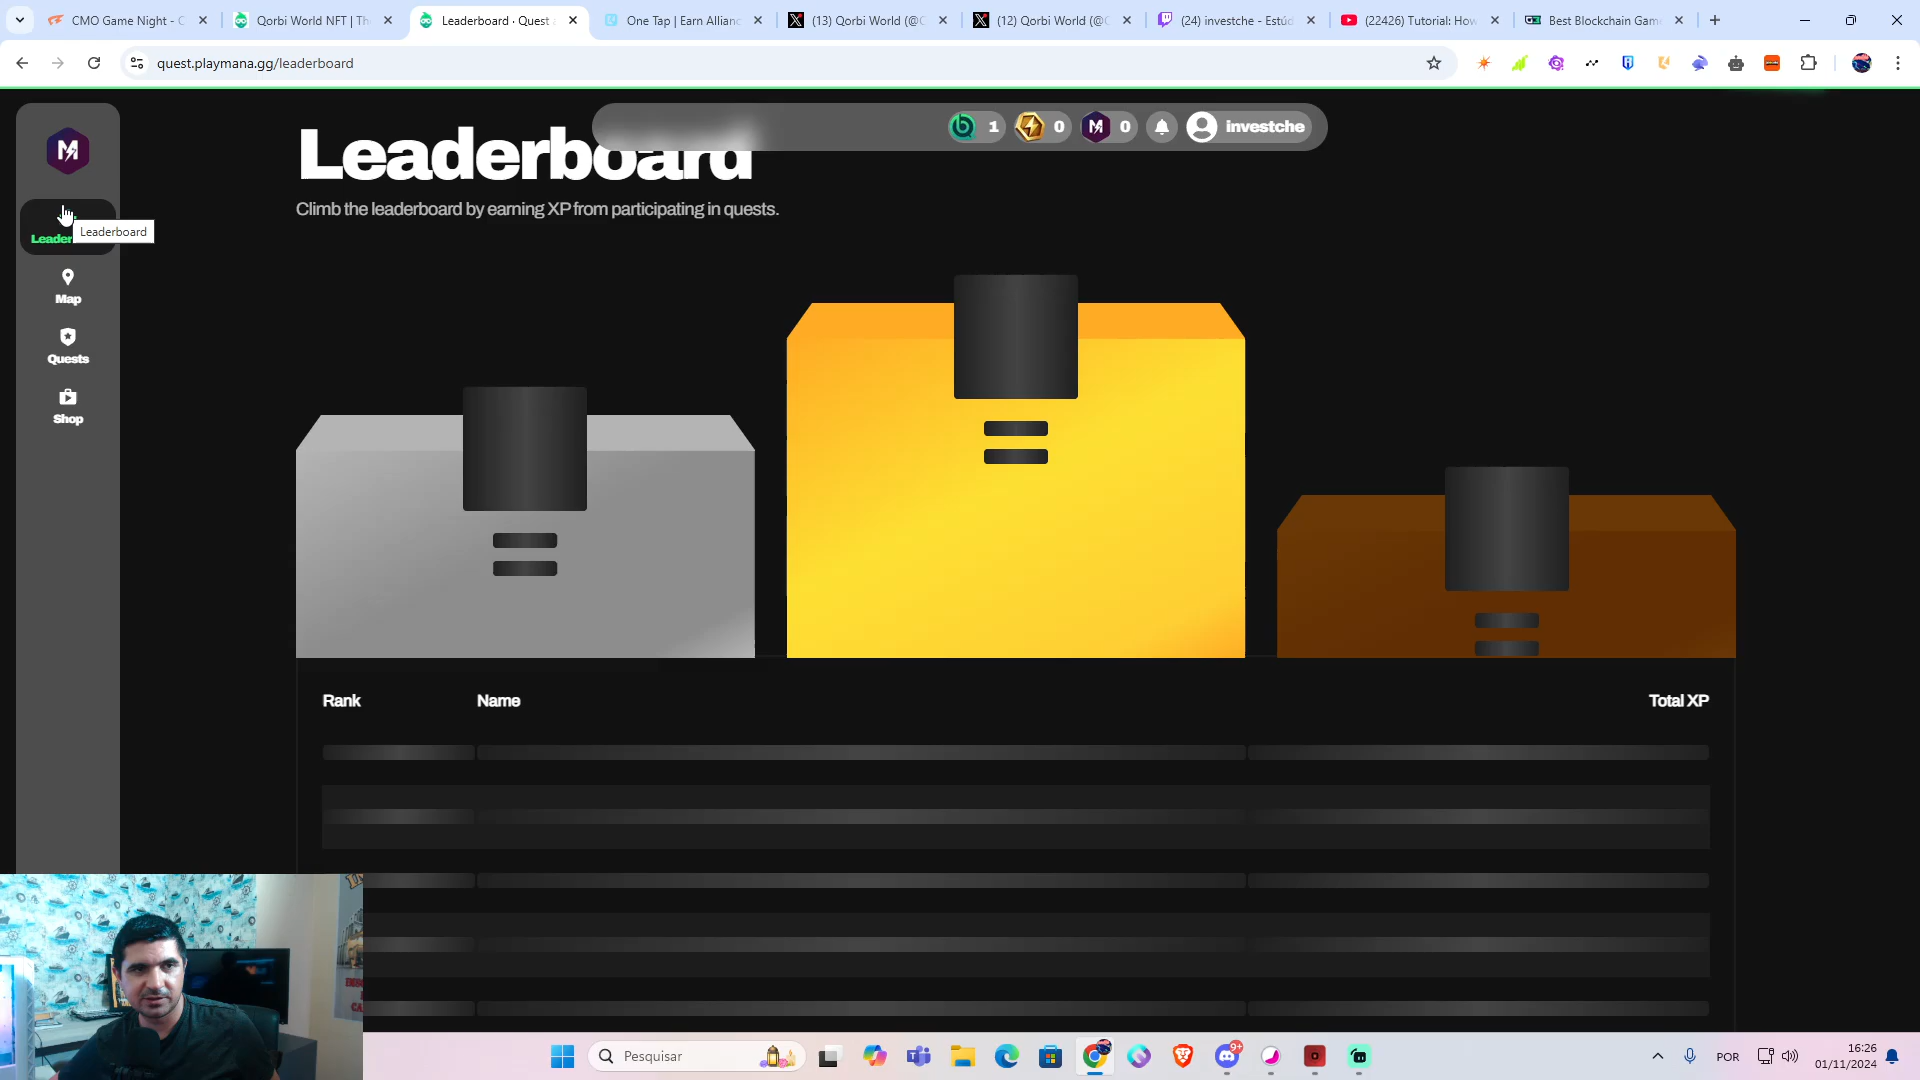 CMO Game Night - C
Qorbi World NFT | The
Leaderboard · Quest
One Tap | Earn Allianc
(13) Qorbi World (@C
(12) Qorbi World (@C
(24) investche - Estúd
(22426) Tutorial: How
Best Blockchain Game
quest.playmana.gg/leaderboard
Leaderboard
1
0
M
0
investche
M
Climb the leaderboard by earning XP from participating in quests.
Leader
Leaderboard
Map
Quests
Shop
Rank
Name
Total XP
Pesquisar
9+
POR
16:26
01/11/2024